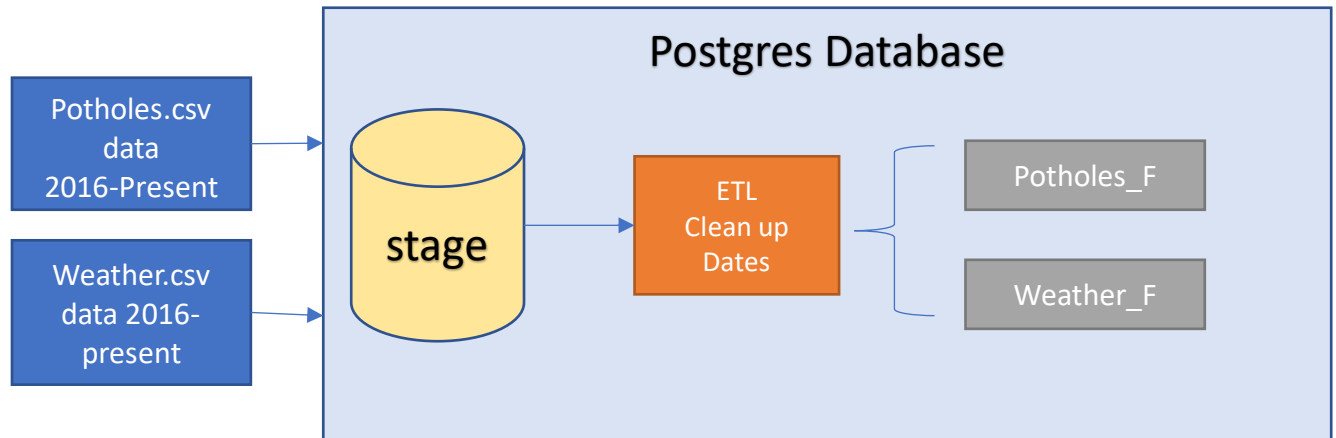 Postgres Database
Potholes.csv
data
2016-Present
Weather.csv
data 2016-
present
stage
ETL
Clean up
Dates
Potholes_F
Weather_F